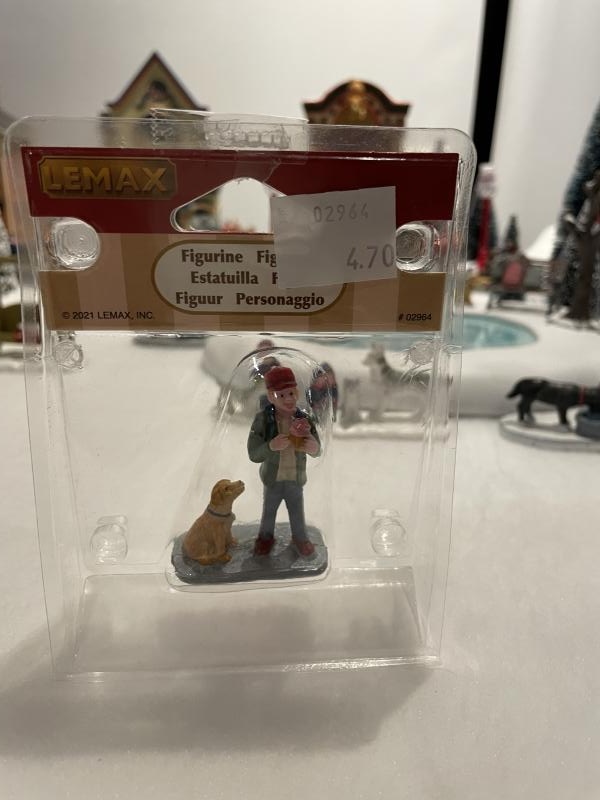 LEMAX
02964
4.70
Figurine Fig
Estatuilla F
Figuur Personaggio
© 2021 LEMAX, INC.
# 02964